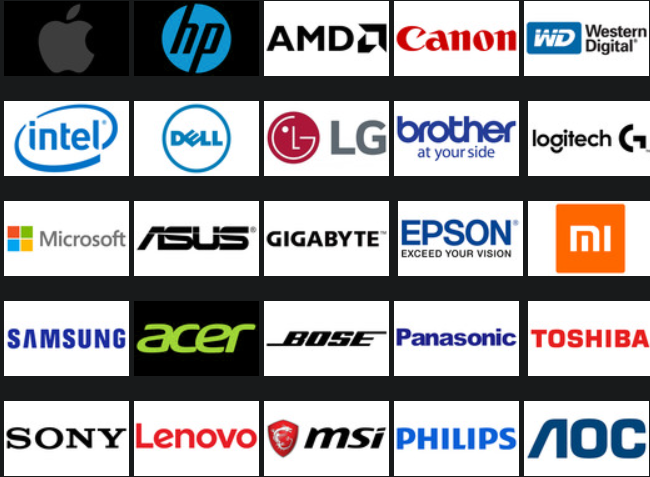 hp
AMD
Canon
WD Western
Digital®
intel®
DELL
LG
brother
at your side
logitech G
Microsoft
ASUS®
GIGABYTE™
EPSON®
EXCEED YOUR VISION
mi
SAMSUNG
acer
BOSE
Panasonic
TOSHIBA
SONY
Lenovo
msi
PHILIPS
AOC